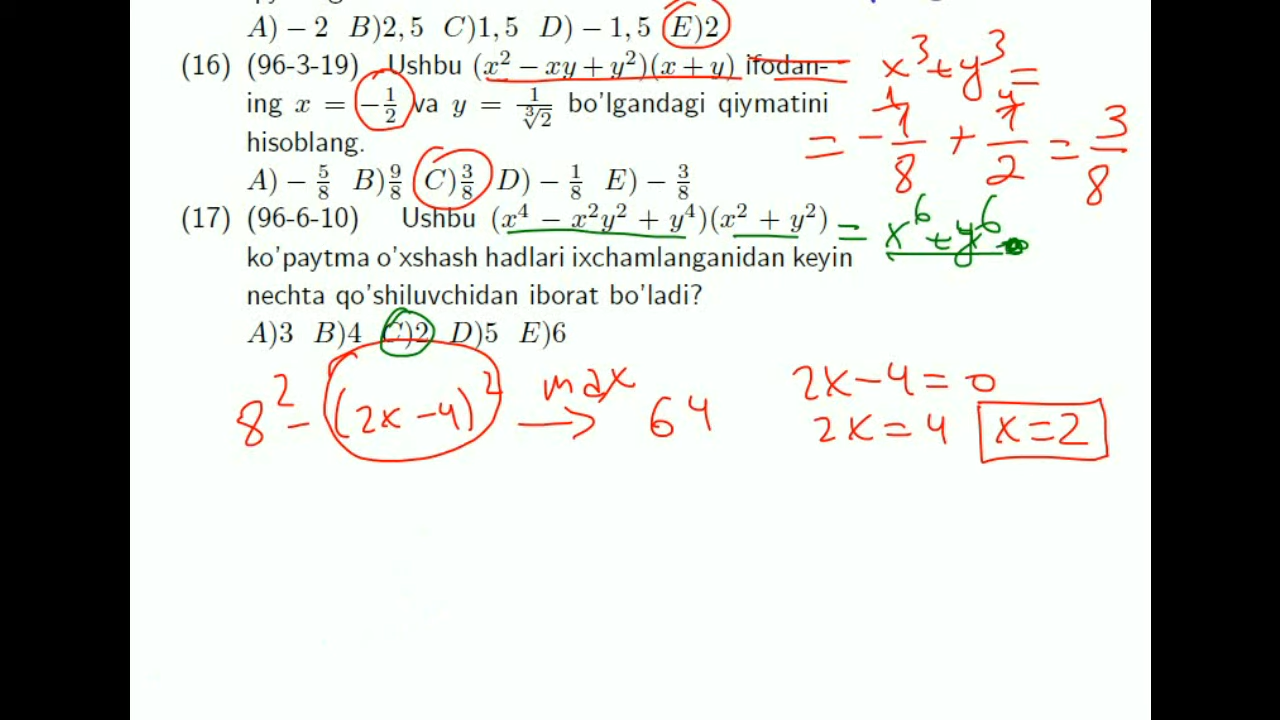 A) − 2 B)2, 5 C)1, 5 D) − 1, 5 E)2
(16) (96-3-19) Ushbu (x² − xy + y²)(x + y) ifodan-
ing x = −1/2 va y = 1/∛2 bo'lgandagi qiymatini
hisoblang.
A) − 5/8 B)9/8 C)3/8 D) − 1/8 E) − 3/8
x³ + y³ =
= − 1/8 + 1/2 = 3/8
(17) (96-6-10) Ushbu (x⁴ − x²y² + y⁴)(x² + y²)
= x⁶ + y⁶
ko'paytma o'xshash hadlari ixchamlanganidan keyin
nechta qo'shiluvchidan iborat bo'ladi?
A)3 B)4 C)2 D)5 E)6
8² − (2x − 4)² max → 64
2x − 4 = 0
2x = 4 x = 2